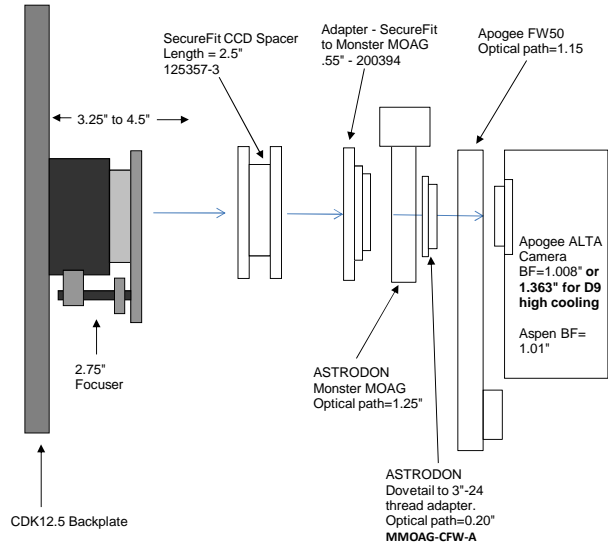 SecureFit CCD Spacer
Length = 2.5"
125357-3
Adapter - SecureFit
to Monster MOAG
.55" - 200394
Apogee FW50
Optical path=1.15
3.25" to 4.5"
Apogee ALTA
Camera
BF=1.008" or
1.363" for D9
high cooling
Aspen BF=
1.01"
2.75"
Focuser
ASTRODON
Monster MOAG
Optical path=1.25"
ASTRODON
Dovetail to 3"-24
thread adapter.
Optical path=0.20"
MMOAG-CFW-A
CDK12.5 Backplate